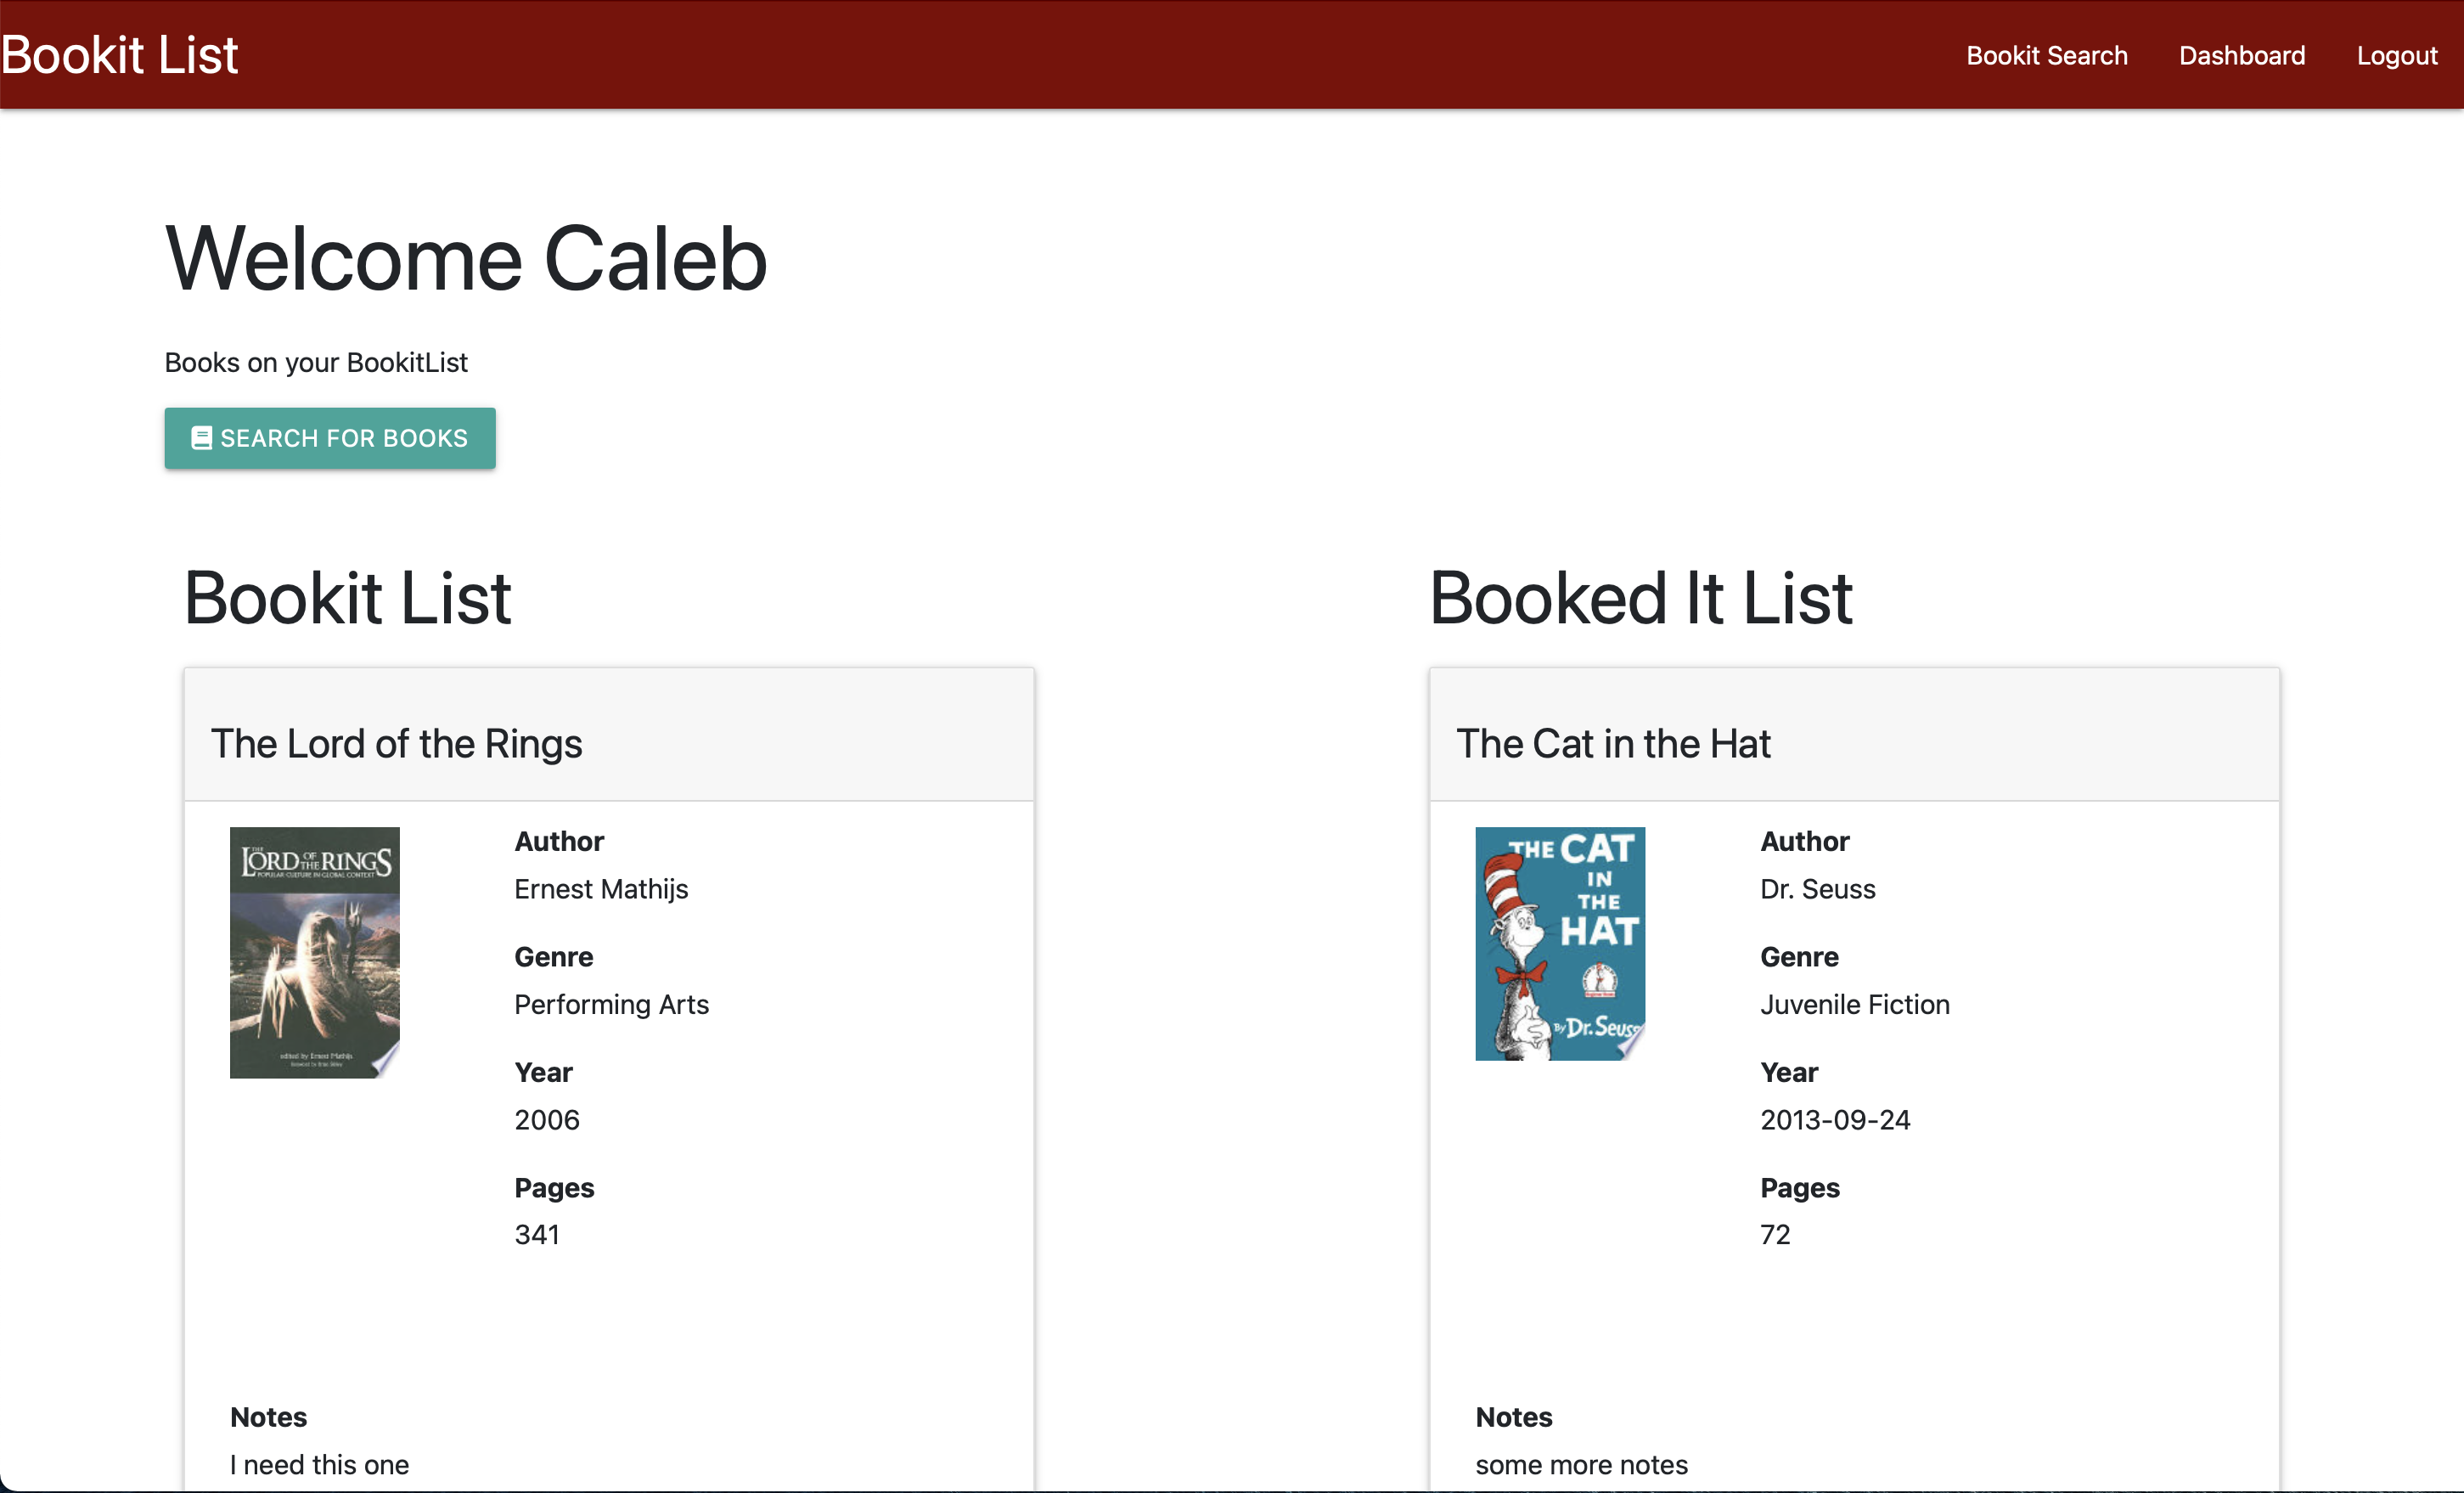 Bookit List
Bookit Search Dashboard Logout
Welcome Caleb
Books on your BookitList
SEARCH FOR BOOKS
Bookit List
The Lord of the Rings
THE LORD OF THE RINGS
POPULAR CULTURE IN GLOBAL CONTEXT
edited by Ernest Mathijs
foreword by Brian Sibley
Author
Ernest Mathijs
Genre
Performing Arts
Year
2006
Pages
341
Notes
I need this one
Booked It List
The Cat in the Hat
THE CAT
IN
THE
HAT
By Dr. Seuss
Author
Dr. Seuss
Genre
Juvenile Fiction
Year
2013-09-24
Pages
72
Notes
some more notes